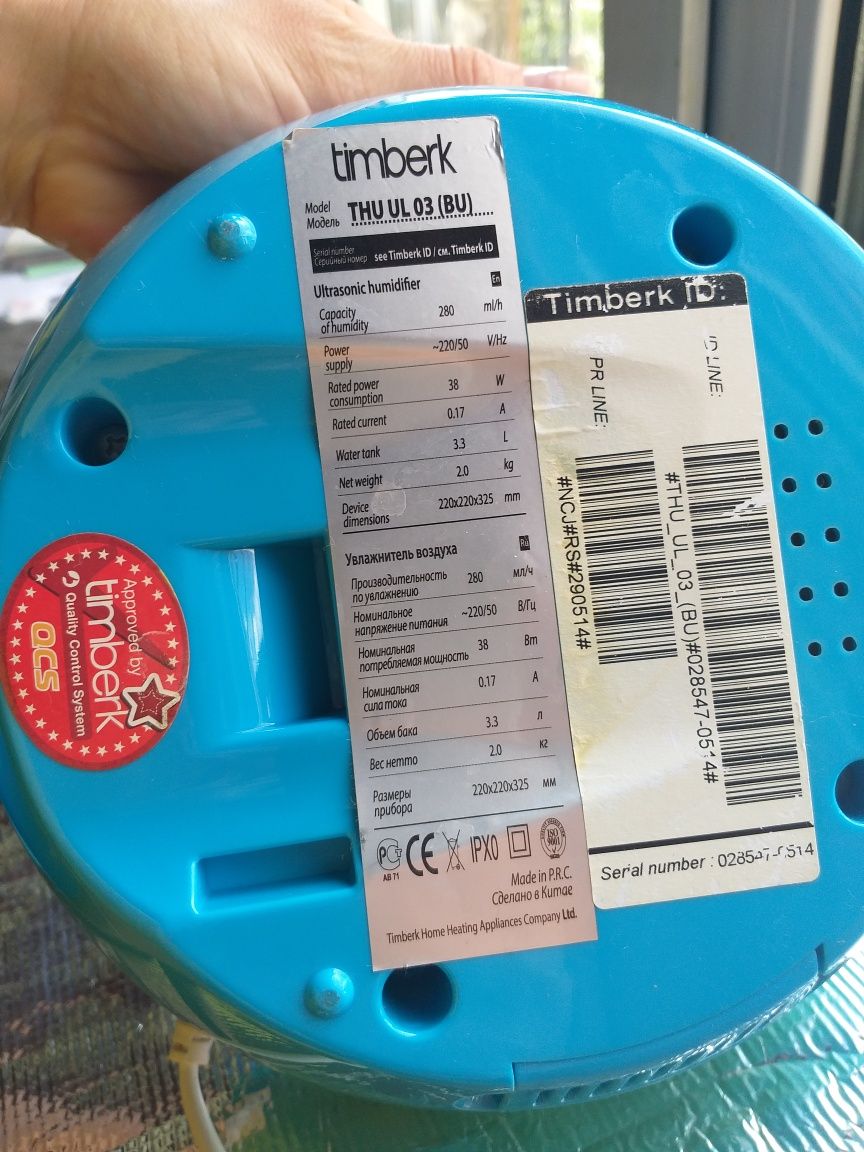 timberk
Model
Модель THU UL 03 (BU)
Serial number
Серийный номер see Timberk ID / см. Timberk ID
Ultrasonic humidifier En
Capacity
of humidity 280 ml/h
Power
supply ~220/50 V/Hz
Rated power
consumption 38 W
Rated current 0.17 A
Water tank 3.3 L
Net weight 2.0 kg
Device
dimensions 220x220x325 mm
Увлажнитель воздуха Ru
Производительность
по увлажнению 280 мл/ч
Номинальное
напряжение питания ~220/50 В/Гц
Номинальная
потребляемая мощность 38 Вт
Номинальная
сила тока 0.17 А
Объем бака 3.3 л
Вес нетто 2.0 кг
Размеры
прибора 220x220x325 мм
АВ 71
CE
IPX0
ISO
9001
Made in P.R.C.
Сделано в Китае
Timberk Home Heating Appliances Company Ltd.
Timberk ID:
LINE:
#THU_UL_03_(BU)#028547-0514#
PR LINE:
#NCJ#RS#290514#
Serial number : 028547-0514
Approved by
timberk
Quality Control System
QCS